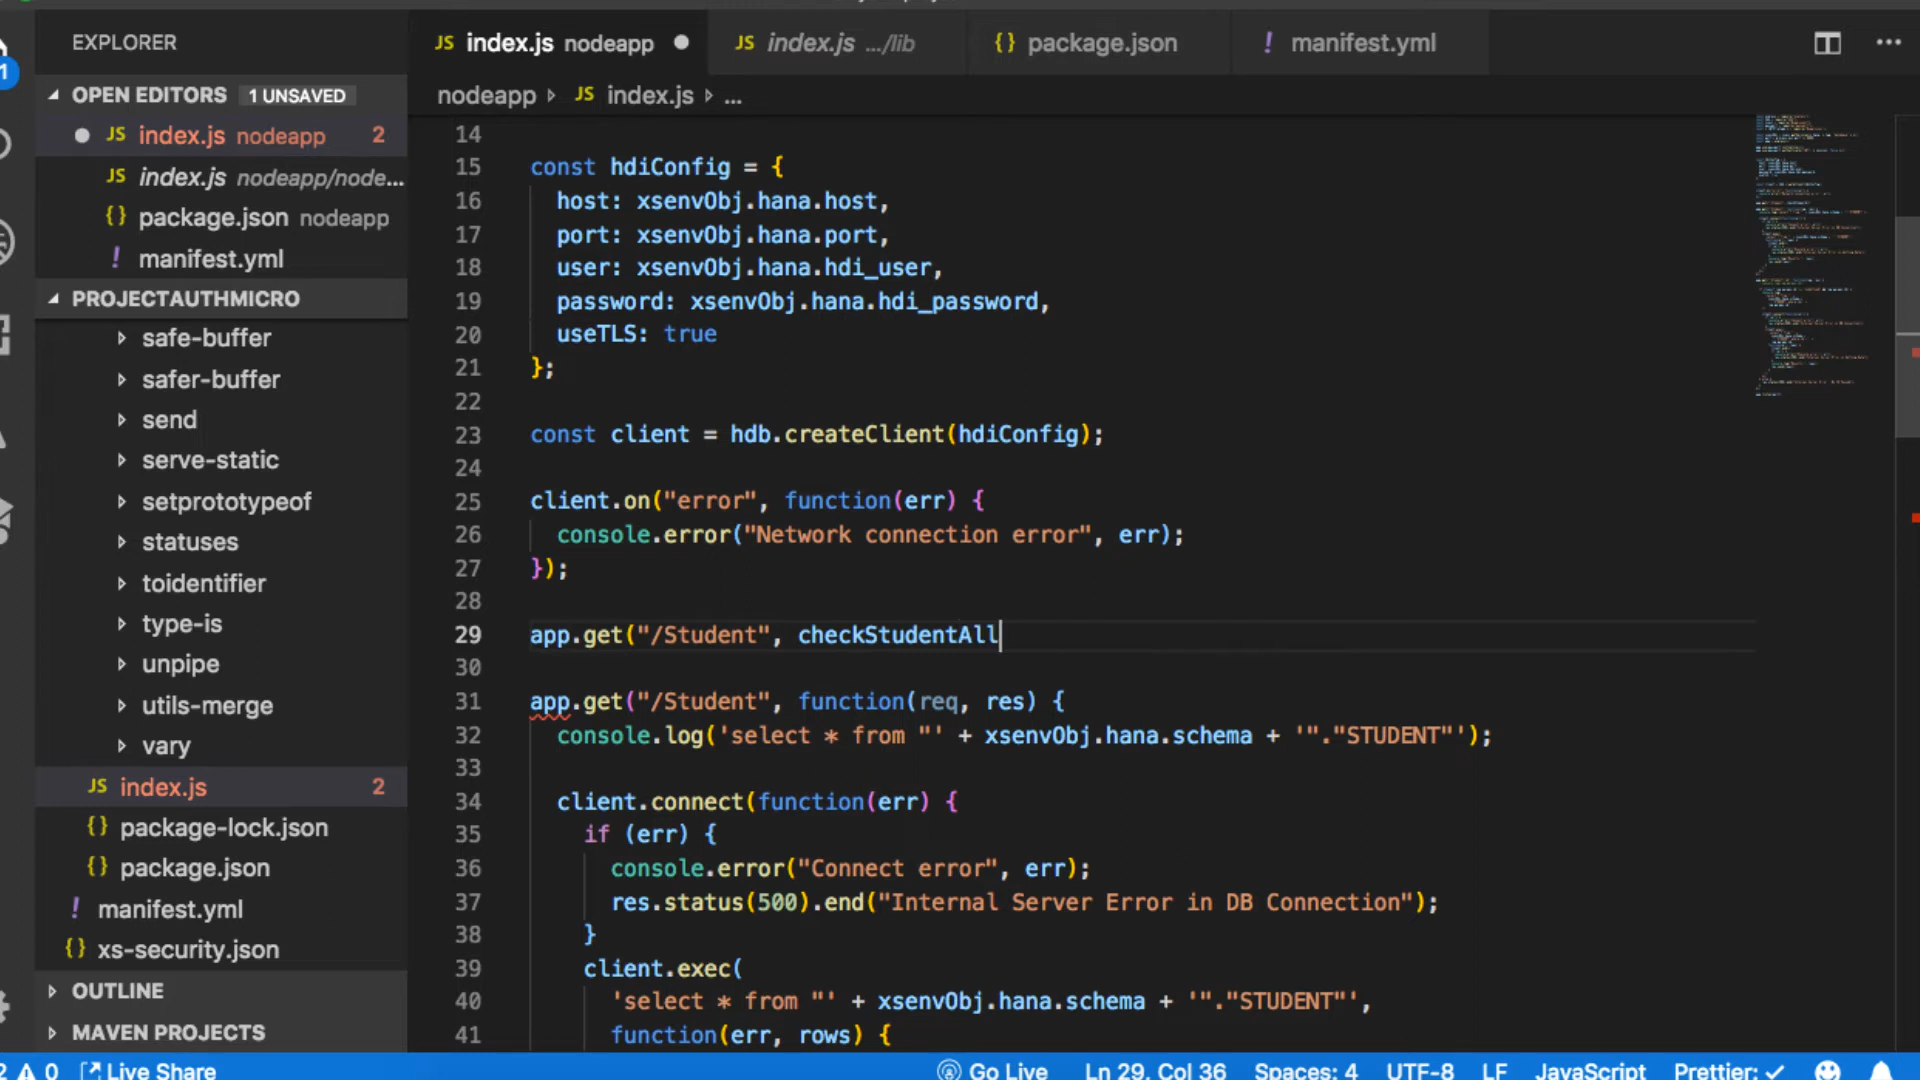 EXPLORER
OPEN EDITORS 1 UNSAVED
JS index.js nodeapp 2
JS index.js nodeapp/node...
{} package.json nodeapp
! manifest.yml
PROJECTAUTHMICRO
safe-buffer
safer-buffer
send
serve-static
setprototypeof
statuses
toidentifier
type-is
unpipe
utils-merge
vary
JS index.js 2
{} package-lock.json
{} package.json
! manifest.yml
{} xs-security.json
OUTLINE
MAVEN PROJECTS
JS index.js nodeapp
JS index.js .../lib
{} package.json
! manifest.yml
nodeapp JS index.js ...
14
15 const hdiConfig = {
16 host: xsenvObj.hana.host,
17 port: xsenvObj.hana.port,
18 user: xsenvObj.hana.hdi_user,
19 password: xsenvObj.hana.hdi_password,
20 useTLS: true
21 };
22
23 const client = hdb.createClient(hdiConfig);
24
25 client.on("error", function(err) {
26 console.error("Network connection error", err);
27 });
28
29 app.get("/Student", checkStudentAll
30
31 app.get("/Student", function(req, res) {
32 console.log('select * from "' + xsenvObj.hana.schema + '"."STUDENT"');
33
34 client.connect(function(err) {
35 if (err) {
36 console.error("Connect error", err);
37 res.status(500).end("Internal Server Error in DB Connection");
38 }
39 client.exec(
40 'select * from "' + xsenvObj.hana.schema + '"."STUDENT"',
41 function(err, rows) {
1
2 0 Live Share Go Live Ln 29, Col 36 Spaces: 4 UTF-8 LF JavaScript Prettier: ✓